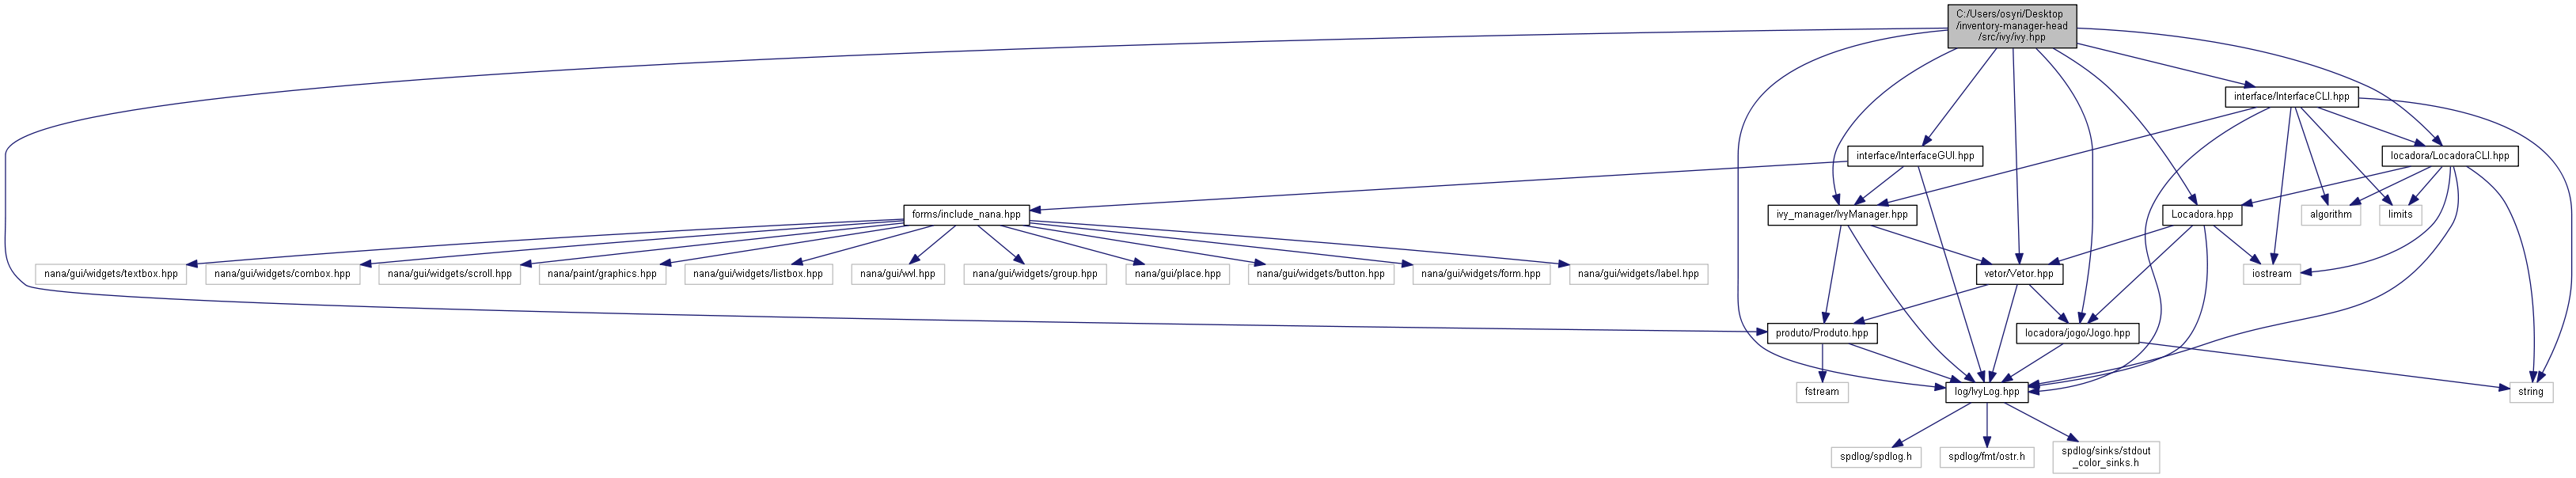 C:/Users/osyri/Desktop
/inventory-manager-head
/src/ivy/ivy.hpp
interface/InterfaceCLI.hpp
interface/InterfaceGUI.hpp
locadora/LocadoraCLI.hpp
forms/include_nana.hpp
ivy_manager/IvyManager.hpp
Locadora.hpp
algorithm
limits
nana/gui/widgets/textbox.hpp
nana/gui/widgets/combox.hpp
nana/gui/widgets/scroll.hpp
nana/paint/graphics.hpp
nana/gui/widgets/listbox.hpp
nana/gui/wvl.hpp
nana/gui/widgets/group.hpp
nana/gui/place.hpp
nana/gui/widgets/button.hpp
nana/gui/widgets/form.hpp
nana/gui/widgets/label.hpp
vetor/Vetor.hpp
iostream
produto/Produto.hpp
locadora/jogo/Jogo.hpp
fstream
log/IvyLog.hpp
string
spdlog/spdlog.h
spdlog/fmt/ostr.h
spdlog/sinks/stdout
_color_sinks.h